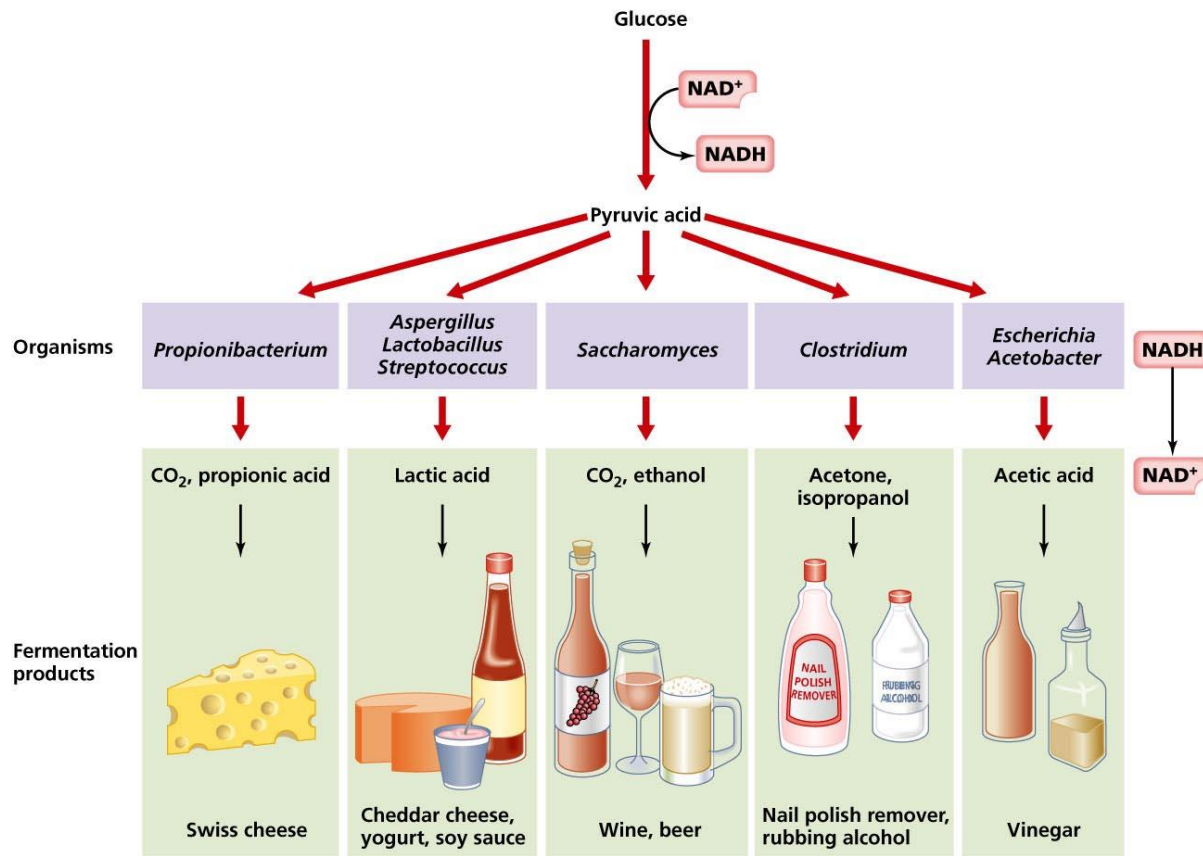 Glucose
NAD+
NADH
Pyruvic acid
Organisms
Propionibacterium
Aspergillus
Lactobacillus
Streptococcus
Saccharomyces
Clostridium
Escherichia
Acetobacter
NADH
NAD+
CO2, propionic acid
Lactic acid
CO2, ethanol
Acetone,
isopropanol
Acetic acid
Fermentation
products
NAIL
POLISH
REMOVER
RUBBING
ALCOHOL
Swiss cheese
Cheddar cheese,
yogurt, soy sauce
Wine, beer
Nail polish remover,
rubbing alcohol
Vinegar